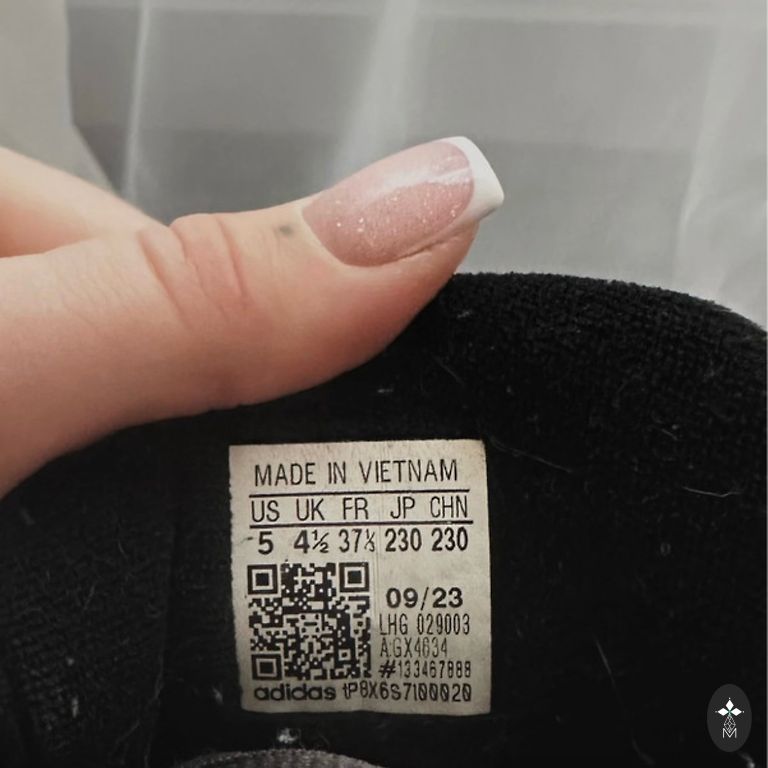 MADE IN VIETNAM
US UK FR JP CHN
5 4½ 37⅓ 230 230
09/23
LHG 029003
A:GX4634
#133467888
adidas tP8X6S7I00020
M